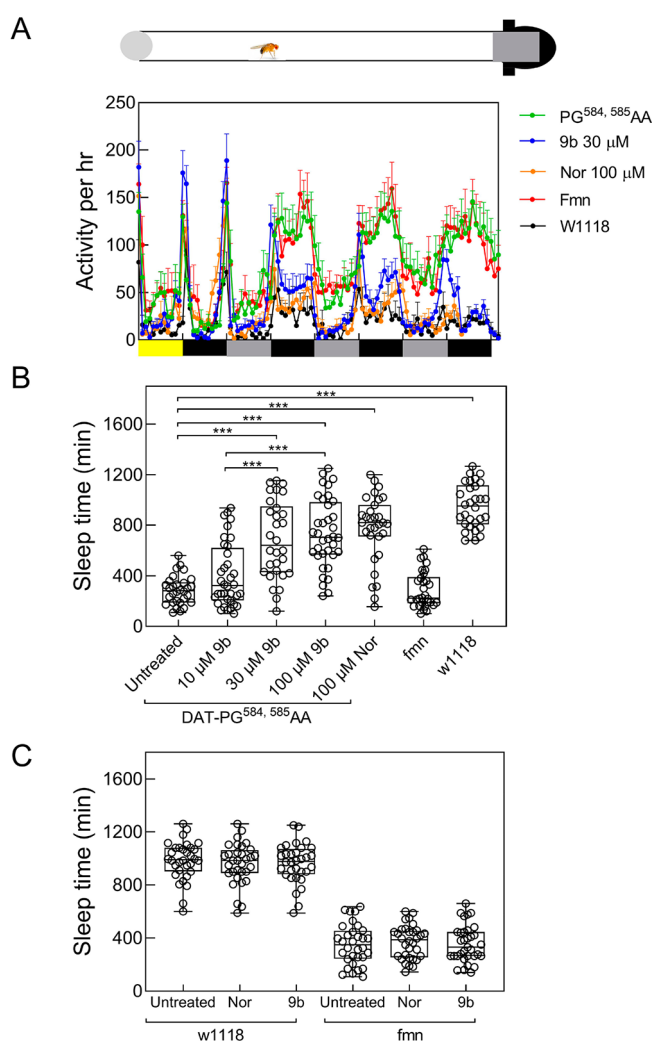 A
250
200
150
100
50
0
Activity per hr
PG584, 585AA
9b 30 μM
Nor 100 μM
Fmn
W1118
B
1600
1200
800
400
0
Sleep time (min)
***
***
***
***
***
***
Untreated
10 μM 9b
30 μM 9b
100 μM 9b
100 μM Nor
fmn
w1118
DAT-PG584, 585AA
C
1600
1200
800
400
0
Sleep time (min)
Untreated Nor 9b Untreated Nor 9b
w1118 fmn